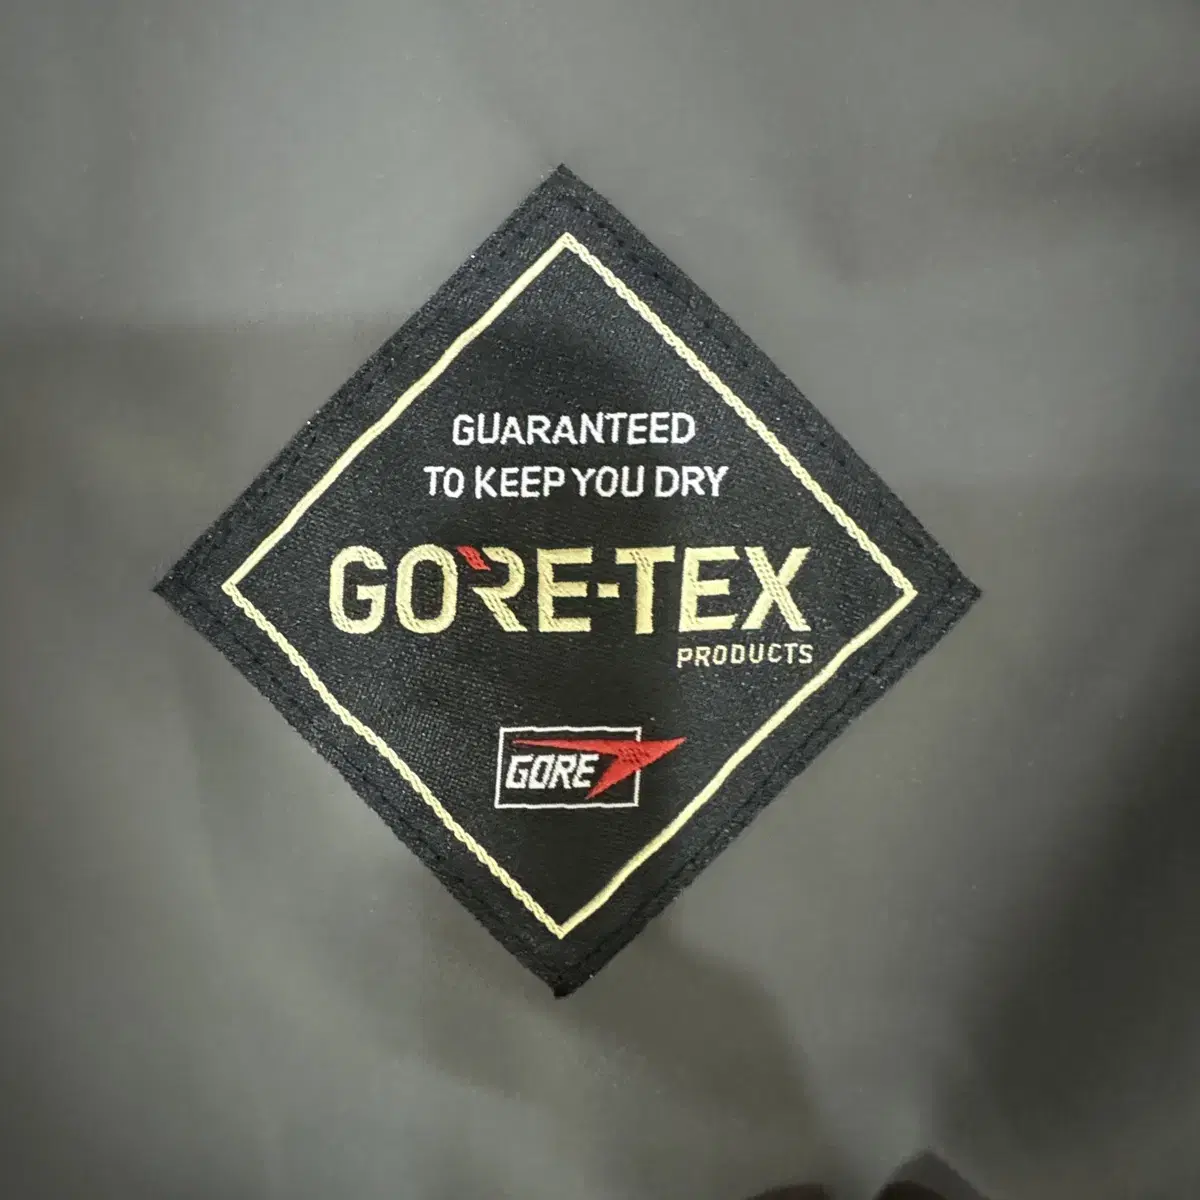 GUARANTEED
TO KEEP YOU DRY
GORE-TEX
PRODUCTS
GORE